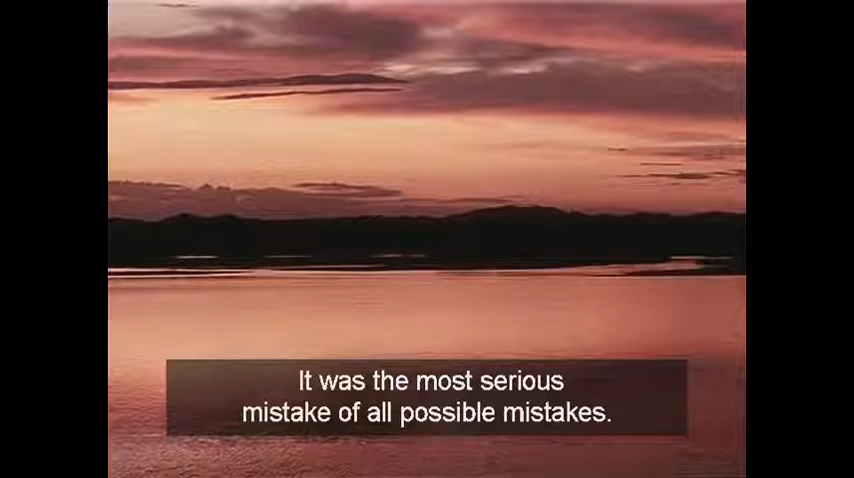 It was the most serious
mistake of all possible mistakes.